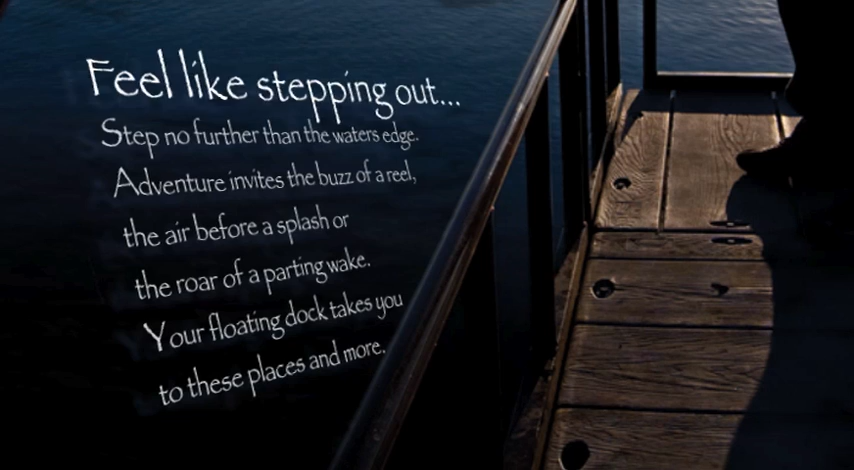 Feel like stepping out...
Step no further than the waters edge.
Adventure invites the buzz of a reel,
the air before a splash or
the roar of a parting wake.
Your floating dock takes you
to these places and more.